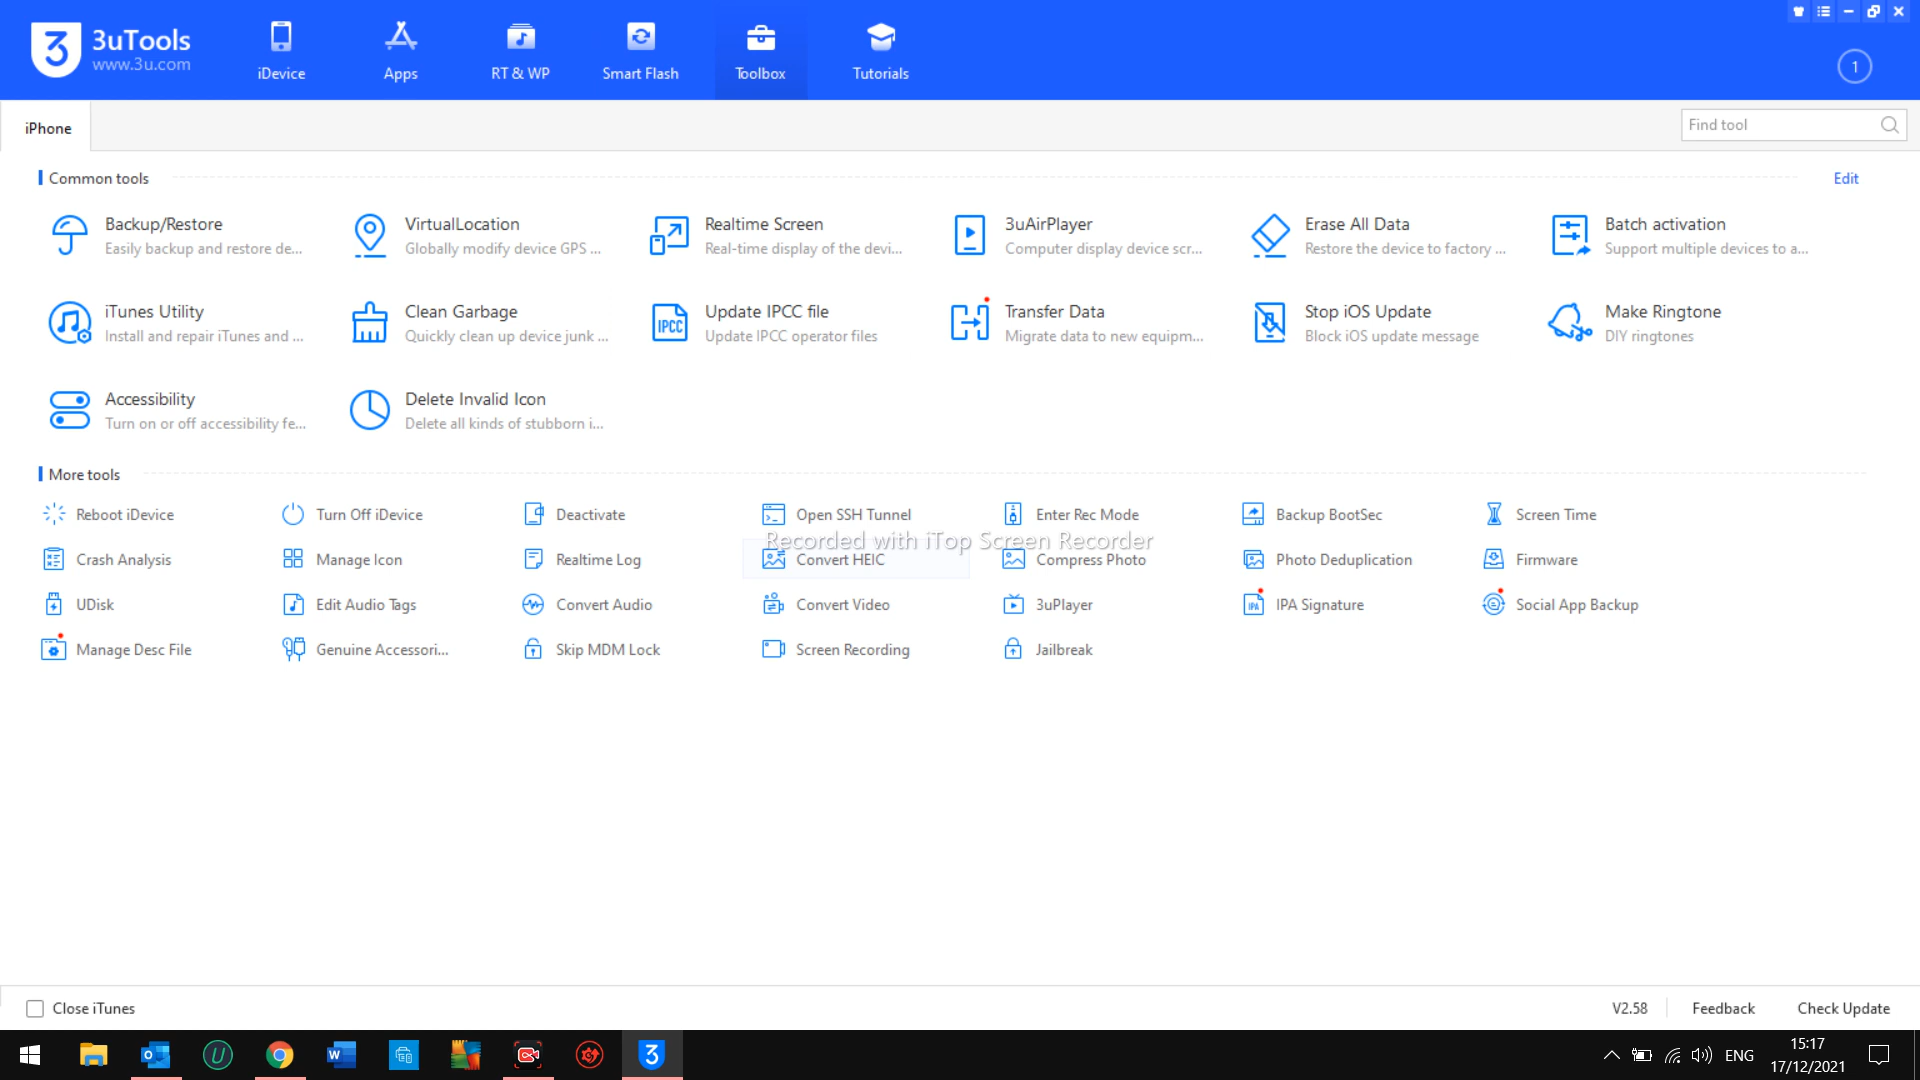 3uTools
www.3u.com
iDevice
Apps
RT & WP
Smart Flash
Toolbox
Tutorials
1
iPhone
Find tool
Common tools
Edit
Backup/Restore
Easily backup and restore de...
VirtualLocation
Globally modify device GPS ...
Realtime Screen
Real-time display of the devi...
3uAirPlayer
Computer display device scr...
Erase All Data
Restore the device to factory ...
Batch activation
Support multiple devices to a...
iTunes Utility
Install and repair iTunes and ...
Clean Garbage
Quickly clean up device junk ...
IPCC
Update IPCC file
Update IPCC operator files
Transfer Data
Migrate data to new equipm...
Stop iOS Update
Block iOS update message
Make Ringtone
DIY ringtones
Accessibility
Turn on or off accessibility fe...
Delete Invalid Icon
Delete all kinds of stubborn i...
More tools
Reboot iDevice
Turn Off iDevice
Deactivate
Open SSH Tunnel
Enter Rec Mode
Backup BootSec
Screen Time
Recorded with iTop Screen Recorder
Crash Analysis
Manage Icon
Realtime Log
Convert HEIC
Compress Photo
Photo Deduplication
Firmware
UDisk
Edit Audio Tags
Convert Audio
Convert Video
3uPlayer
IPA
IPA Signature
Social App Backup
Manage Desc File
Genuine Accessori...
Skip MDM Lock
Screen Recording
Jailbreak
Close iTunes
V2.58
Feedback
Check Update
ENG
15:17
17/12/2021